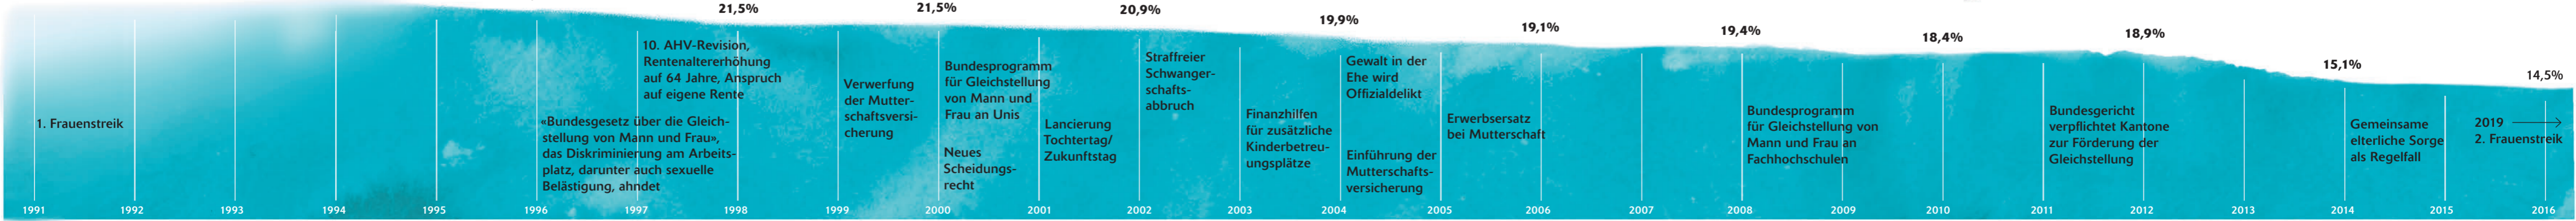 21,5%
21,5%
20,9%
19,9%
19,1%
19,4%
18,4%
18,9%
15,1%
14,5%
1. Frauenstreik
«Bundesgesetz über die Gleich-
stellung von Mann und Frau»,
das Diskriminierung am Arbeits-
platz, darunter auch sexuelle
Belästigung, ahndet
10. AHV-Revision,
Rentenaltererhöhung
auf 64 Jahre, Anspruch
auf eigene Rente
Verwerfung
der Mutter-
schaftsversi-
cherung
Bundesprogramm
für Gleichstellung
von Mann und
Frau an Unis
Neues
Scheidungs-
recht
Lancierung
Tochtertag/
Zukunftstag
Straffreier
Schwanger-
schafts-
abbruch
Finanzhilfen
für zusätzliche
Kinderbetreu-
ungsplätze
Gewalt in der
Ehe wird
Offizialdelikt
Einführung der
Mutterschafts-
versicherung
Erwerbsersatz
bei Mutterschaft
Bundesprogramm
für Gleichstellung von
Mann und Frau an
Fachhochschulen
Bundesgericht
verpflichtet Kantone
zur Förderung der
Gleichstellung
Gemeinsame
elterliche Sorge
als Regelfall
2019
2. Frauenstreik
1991
1992
1993
1994
1995
1996
1997
1998
1999
2000
2001
2002
2003
2004
2005
2006
2007
2008
2009
2010
2011
2012
2013
2014
2015
2016